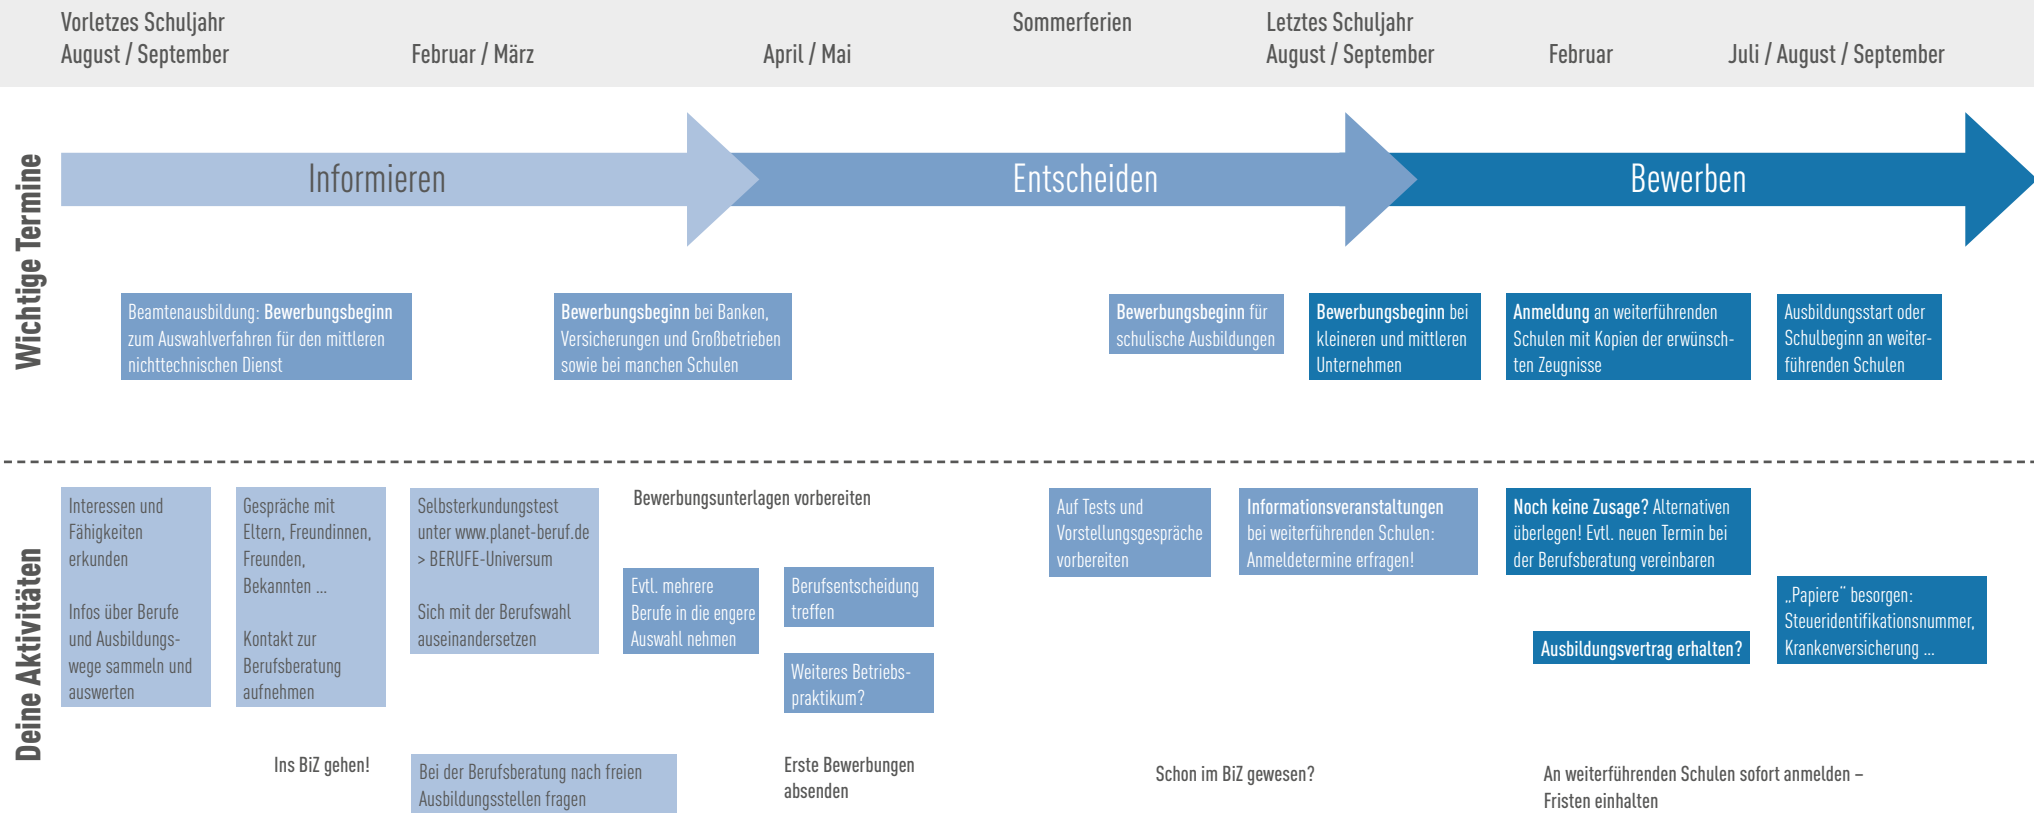 Vorletzes Schuljahr
August / September
Februar / März
April / Mai
Sommerferien
Letztes Schuljahr
August / September
Februar
Juli / August / September
Wichtige Termine
Informieren
Entscheiden
Bewerben
Beamtenausbildung: Bewerbungsbeginn
zum Auswahlverfahren für den mittleren
nichttechnischen Dienst
Bewerbungsbeginn bei Banken,
Versicherungen und Großbetrieben
sowie bei manchen Schulen
Bewerbungsbeginn für
schulische Ausbildungen
Bewerbungsbeginn bei
kleineren und mittleren
Unternehmen
Anmeldung an weiterführenden
Schulen mit Kopien der erwünsch-
ten Zeugnisse
Ausbildungsstart oder
Schulbeginn an weiter-
führenden Schulen
Deine Aktivitäten
Interessen und
Fähigkeiten
erkunden
Infos über Berufe
und Ausbildungs-
wege sammeln und
auswerten
Gespräche mit
Eltern, Freundinnen,
Freunden,
Bekannten ...
Kontakt zur
Berufsberatung
aufnehmen
Selbsterkundungstest
unter www.planet-beruf.de
> BERUFE-Universum
Sich mit der Berufswahl
auseinandersetzen
Bewerbungsunterlagen vorbereiten
Evtl. mehrere
Berufe in die engere
Auswahl nehmen
Berufsentscheidung
treffen
Weiteres Betriebs-
praktikum?
Auf Tests und
Vorstellungsgespräche
vorbereiten
Informationsveranstaltungen
bei weiterführenden Schulen:
Anmeldetermine erfragen!
Noch keine Zusage? Alternativen
überlegen! Evtl. neuen Termin bei
der Berufsberatung vereinbaren
Ausbildungsvertrag erhalten?
„Papiere“ besorgen:
Steueridentifikationsnummer,
Krankenversicherung ...
Ins BiZ gehen!
Bei der Berufsberatung nach freien
Ausbildungsstellen fragen
Erste Bewerbungen
absenden
Schon im BiZ gewesen?
An weiterführenden Schulen sofort anmelden –
Fristen einhalten